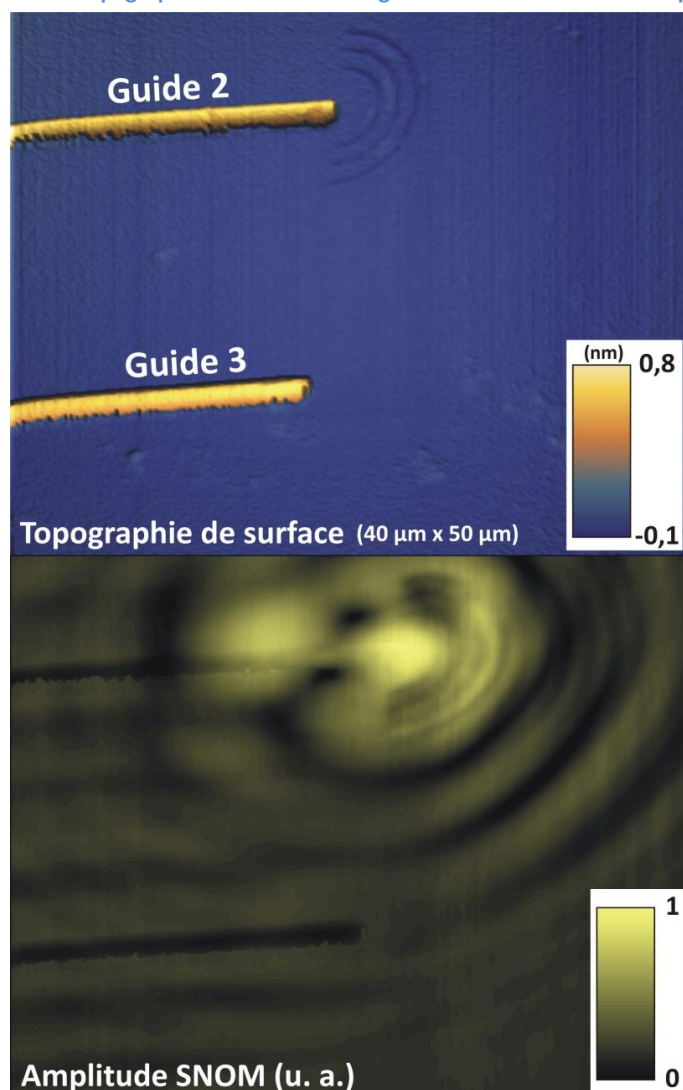 Guide 2
Guide 3
(nm)
0,8
-0,1
Topographie de surface (40 µm x 50 µm)
1
0
Amplitude SNOM (u. a.)